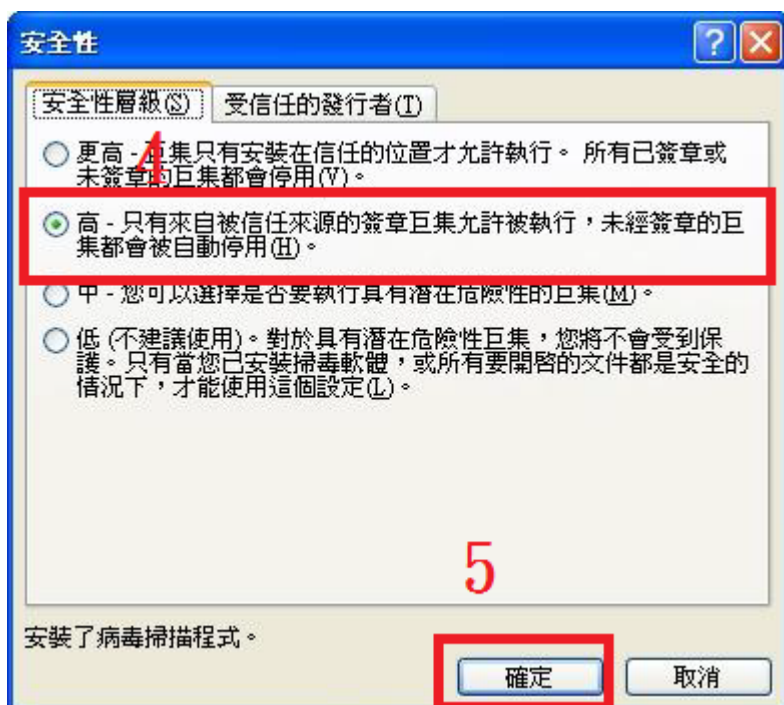 安全性
安全性層級(S)
受信任的發行者(T)
4
更高 - 巨集只有安裝在信任的位置才允許執行。 所有已簽章或
未簽章的巨集都會停用(V)。
高 - 只有來自被信任來源的簽章巨集允許被執行，未經簽章的巨
集都會被自動停用(H)。
中 - 您可以選擇是否要執行具有潛在危險性的巨集(M)。
低 (不建議使用)。對於具有潛在危險性巨集，您將不會受到保
護。只有當您已安裝掃毒軟體，或所有要開啓的文件都是安全的
情況下，才能使用這個設定(L)。
5
安裝了病毒掃描程式。
確定
取消